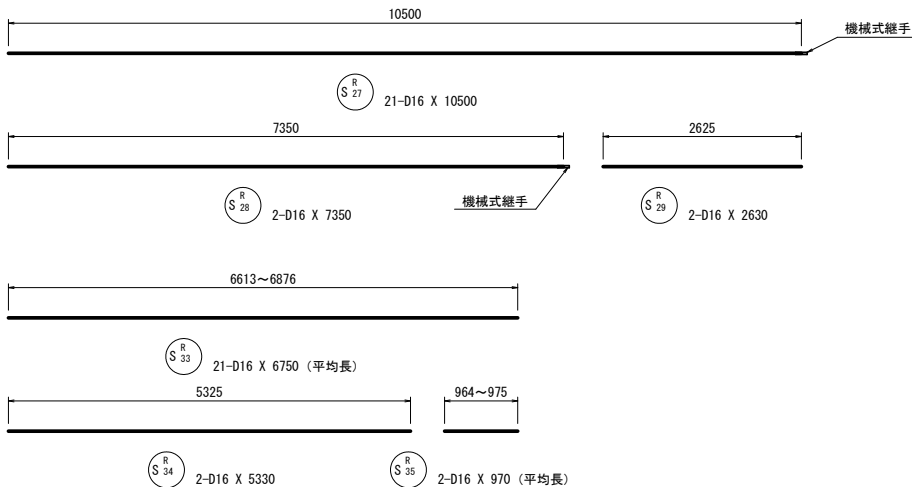 10500
機械式継手
S R 27 21-D16 X 10500
7350
2625
機械式継手
S R 28 2-D16 X 7350
S R 29 2-D16 X 2630
6613～6876
S R 33 21-D16 X 6750 (平均長)
5325
964～975
S R 34 2-D16 X 5330
S R 35 2-D16 X 970 (平均長)